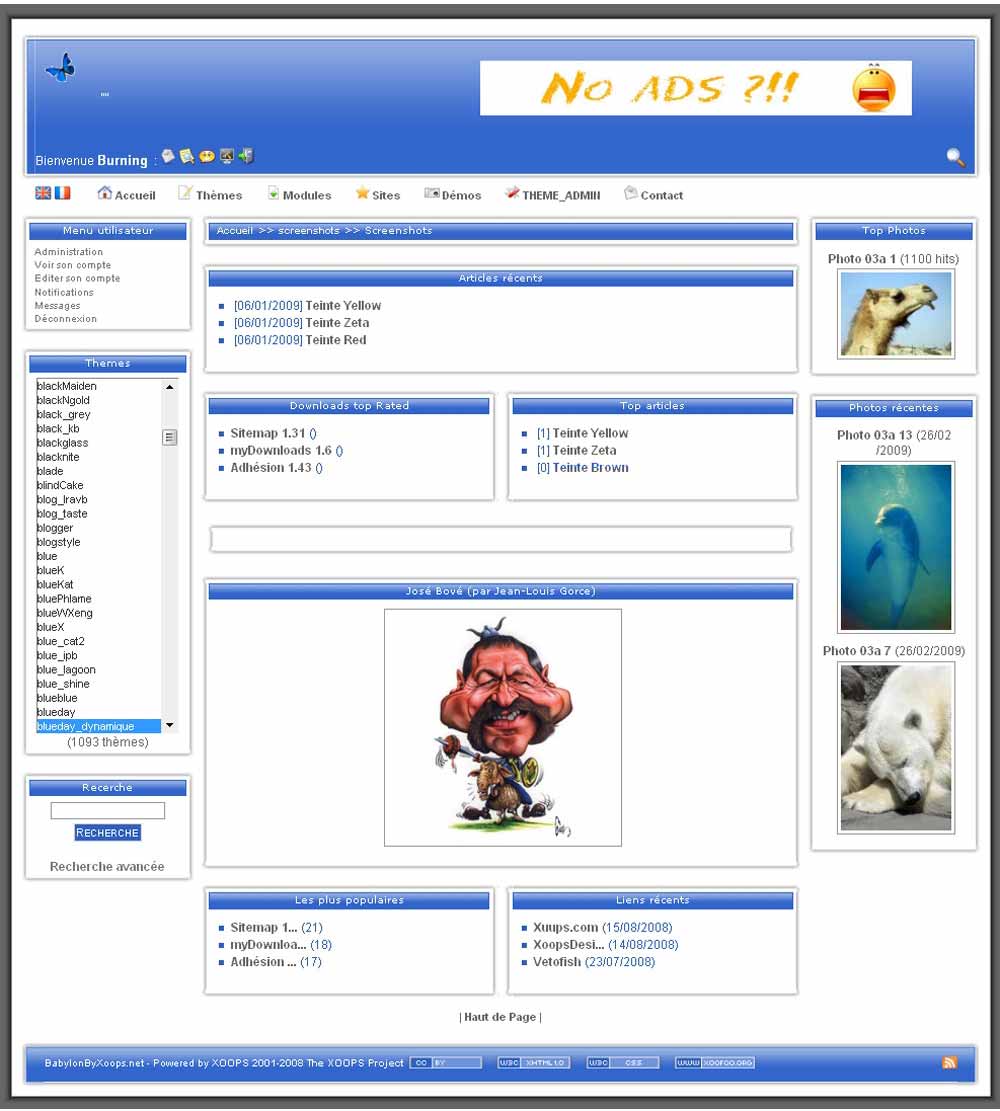 No ADS ?!!
Bienvenue Burning :
Accueil Thèmes Modules Sites Démos THEME_ADMIN Contact
Menu utilisateur
Administration
Voir son compte
Editer son compte
Notifications
Messages
Déconnexion
Themes
blackMaiden
blackNgold
black_grey
black_kb
blackglass
blacknite
blade
blindCake
blog_lravb
blog_taste
blogger
blogstyle
blue
blueK
blueKat
bluePhlame
blueWXeng
blueX
blue_cat2
blue_ipb
blue_lagoon
blue_shine
blueblue
blueday
blueday_dynamique
(1093 thèmes)
Recerche
RECHERCHE
Recherche avancée
Accueil >> screenshots >> Screenshots
Articles récents
[06/01/2009] Teinte Yellow
[06/01/2009] Teinte Zeta
[06/01/2009] Teinte Red
Downloads top Rated
Sitemap 1.31 ()
myDownloads 1.6 ()
Adhésion 1.43 ()
Top articles
[1] Teinte Yellow
[1] Teinte Zeta
[0] Teinte Brown
José Bové (par Jean-Louis Gorce)
Les plus populaires
Sitemap 1... (21)
myDownloa... (18)
Adhésion ... (17)
Liens récents
Xuups.com (15/08/2008)
XoopsDesi... (14/08/2008)
Vetofish (23/07/2008)
| Haut de Page |
Top Photos
Photo 03a 1 (1100 hits)
Photos récentes
Photo 03a 13 (26/02
/2009)
Photo 03a 7 (26/02/2009)
BabylonByXoops.net - Powered by XOOPS 2001-2008 The XOOPS Project CC BY W3C XHTML 1.0 W3C CSS WWW XOOFOO.ORG